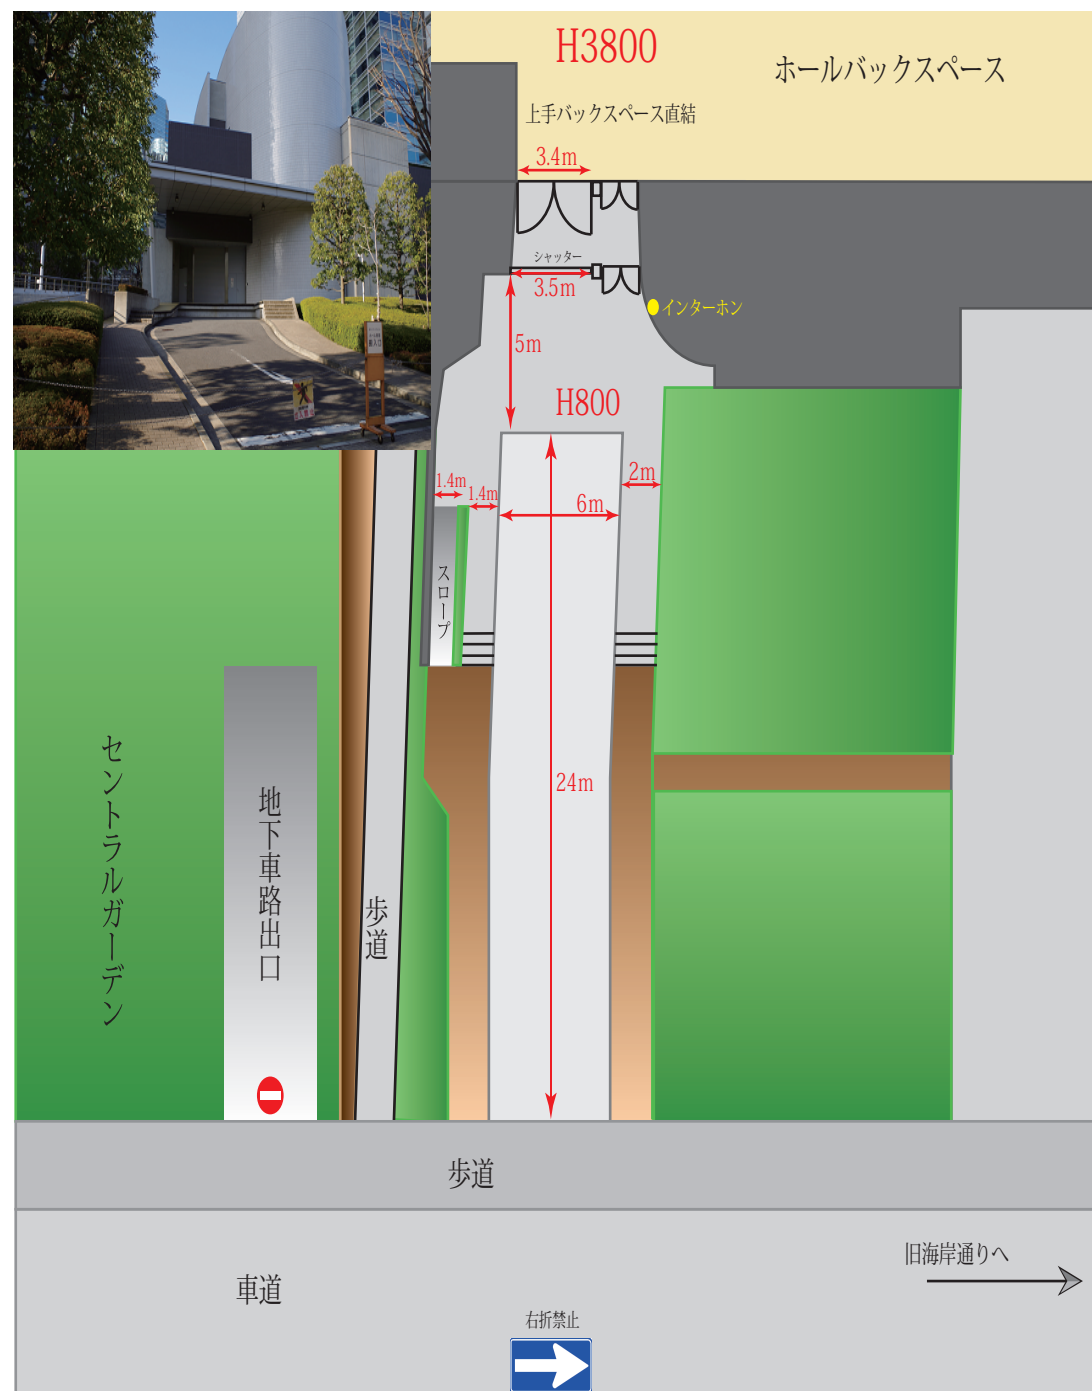 H3800
ホールバックスペース
上手バックスペース直結
3.4m
シャッター
3.5m
インターホン
5m
H800
1.4m
1.4m
2m
6m
スロープ
24m
セントラルガーデン
地下車路出口
歩道
歩道
旧海岸通りへ
車道
右折禁止